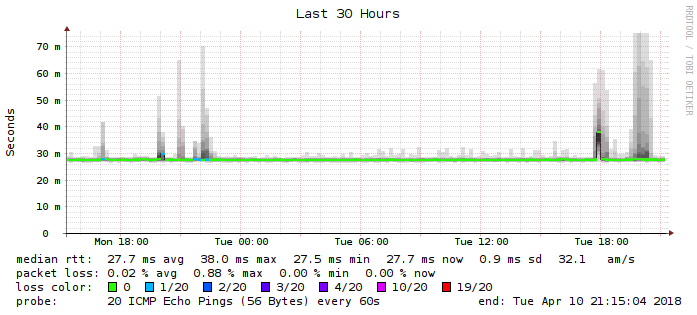 Last 30 Hours
RRDTOOL / TOBI OETIKER
Seconds
70 m
60 m
50 m
40 m
30 m
20 m
10 m
0
Mon 18:00 Tue 00:00 Tue 06:00 Tue 12:00 Tue 18:00
median rtt: 27.7 ms avg 38.0 ms max 27.5 ms min 27.7 ms now 0.9 ms sd 32.1 am/s
packet loss: 0.02 % avg 0.88 % max 0.00 % min 0.00 % now
loss color: 0 1/20 2/20 3/20 4/20 10/20 19/20
probe: 20 ICMP Echo Pings (56 Bytes) every 60s end: Tue Apr 10 21:15:04 2018